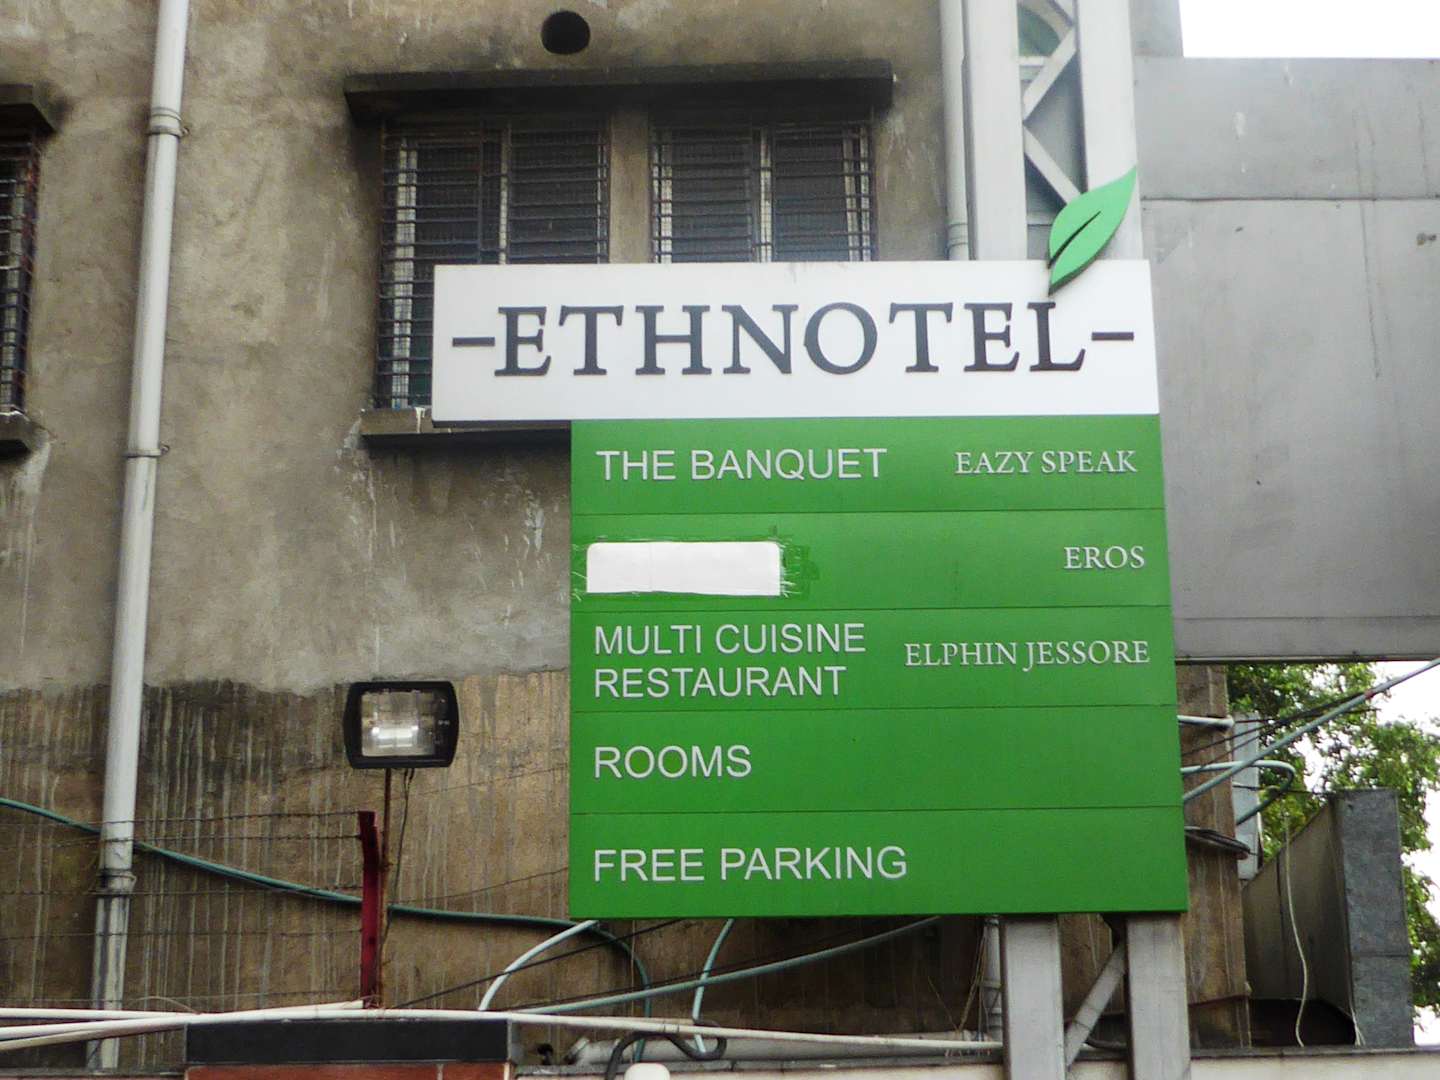 -ETHNOTEL-
THE BANQUET EAZY SPEAK
EROS
MULTI CUISINE
RESTAURANT
ELPHIN JESSORE
ROOMS
FREE PARKING